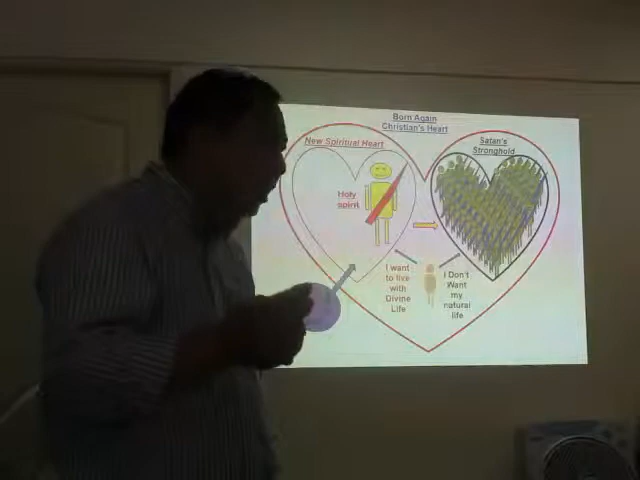 Born Again
Christian's Heart
New Spiritual Heart
Satan's
Stronghold
Holy
spirit
I want
to live
with
Divine
Life
I Don't
Want
my
natural
life